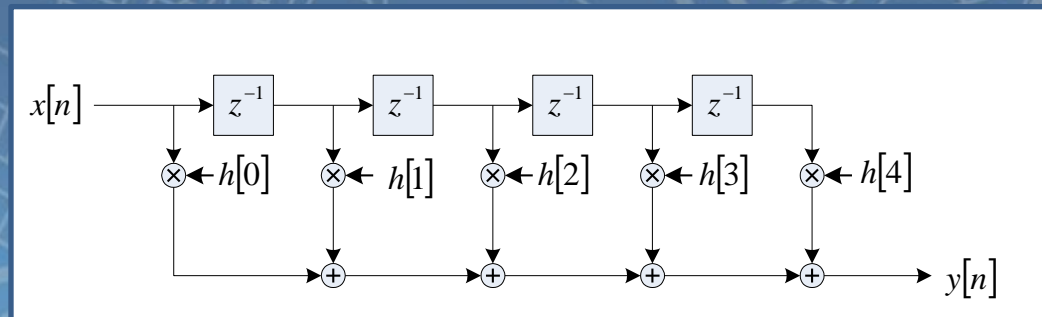 x[n] z⁻¹ z⁻¹ z⁻¹ z⁻¹
× h[0] × h[1] × h[2] × h[3] × h[4]
+ + + + y[n]